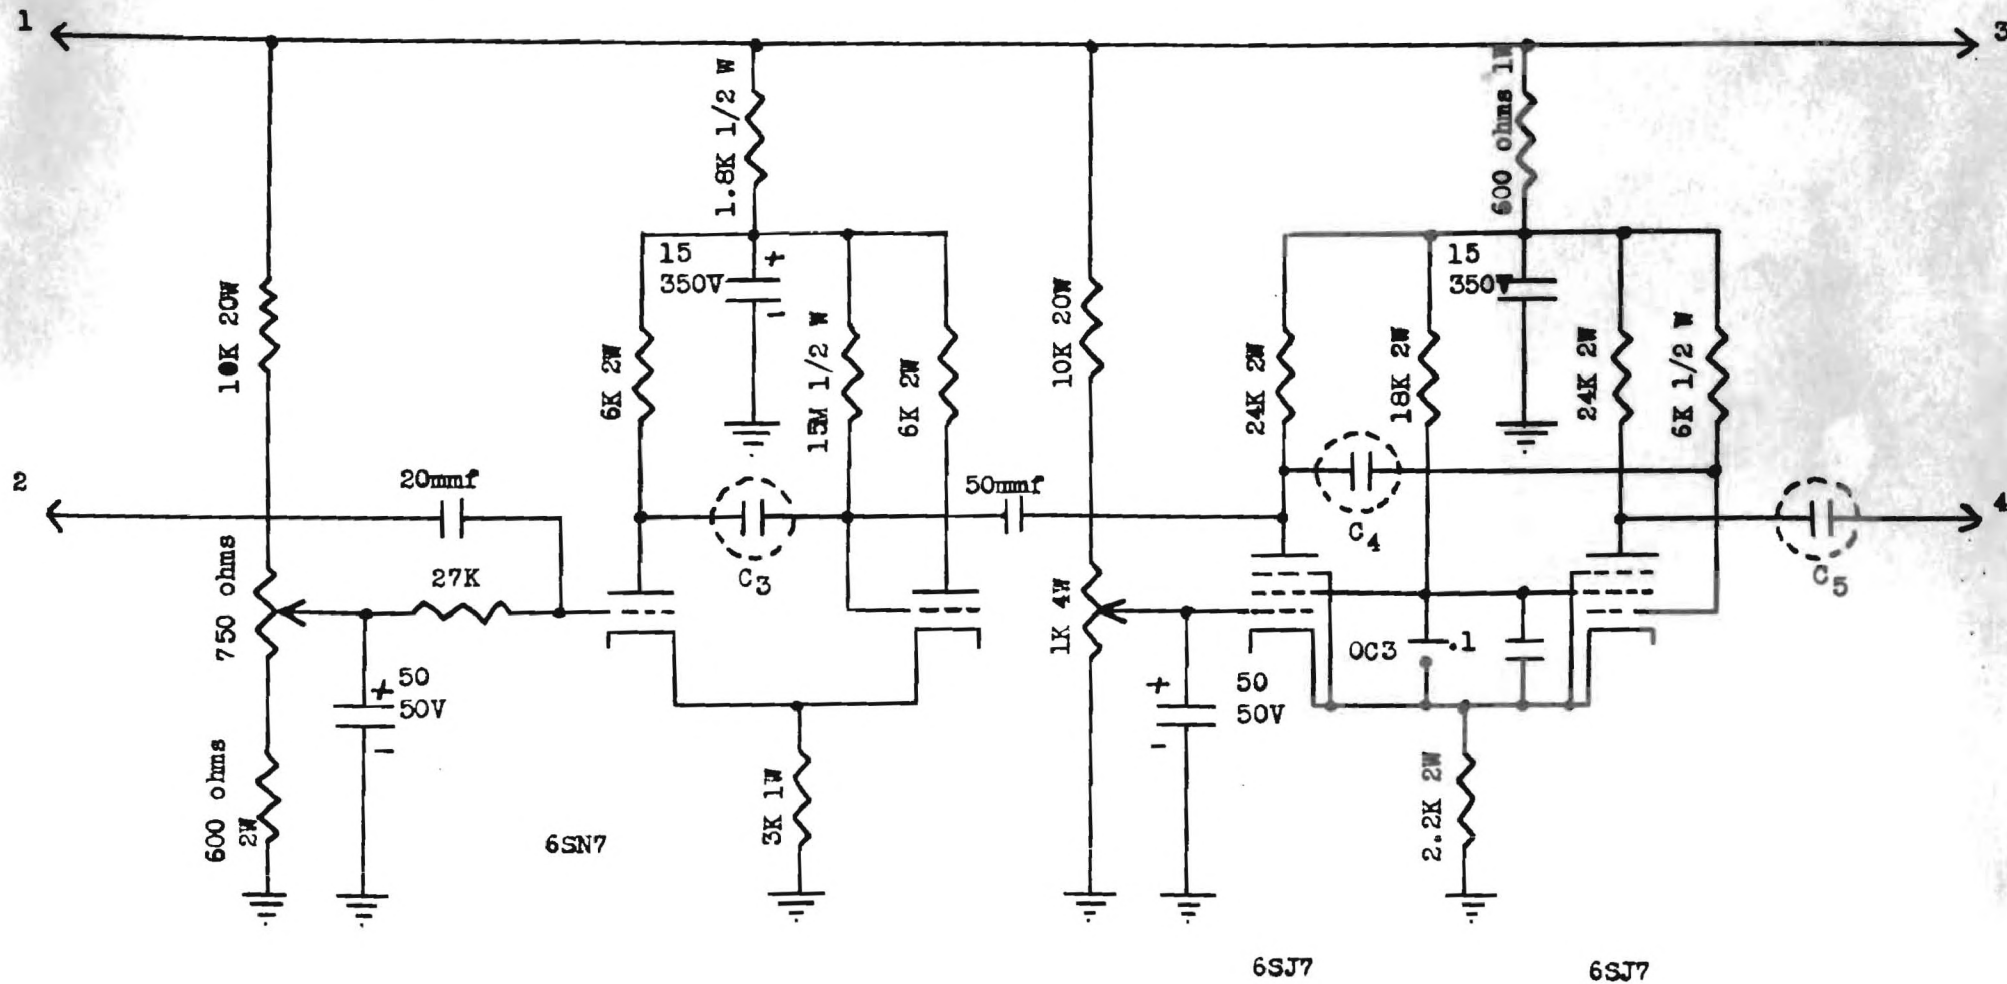 1
3
1.8K 1/2 W
600 ohms 1W
15
350V
+
-
15
350V
10K 20W
6K 2W
15M 1/2 W
6K 2W
10K 20W
24K 2W
18K 2W
24K 2W
6K 1/2 W
2
20mmf
50mmf
4
C3
C4
C5
27K
750 ohms
1K 4W
OC3
.1
+ 50
50V
-
+ 50
50V
-
600 ohms
2W
6SN7
3K 1W
2.2K 2W
6SJ7
6SJ7